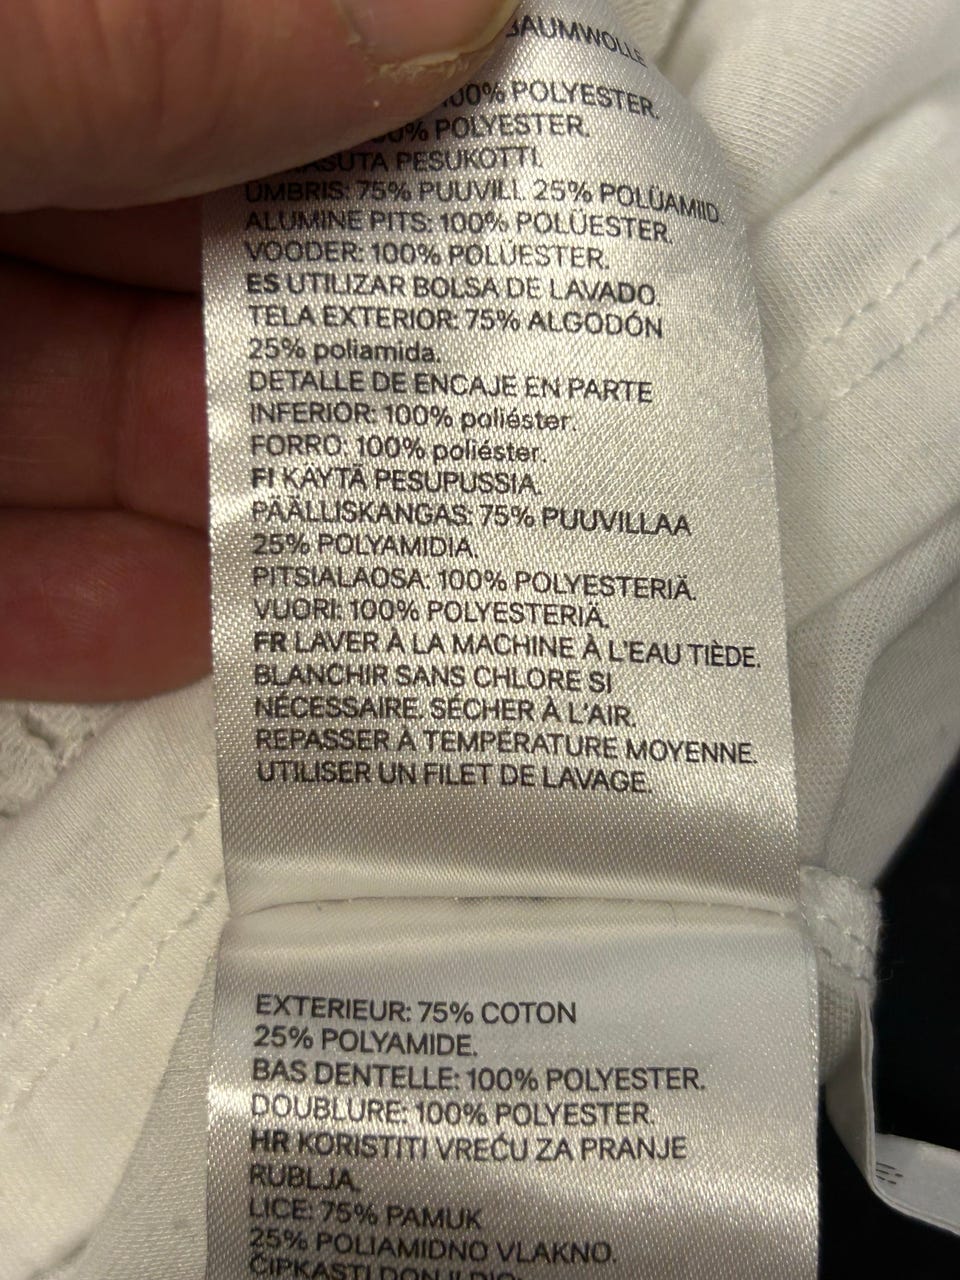 BAUMWOLLE
100% POLYESTER.
POLYESTER.
PESUKOTTI.
ÜMBRIS: 75% PUUVILL 25% POLÜAMIID.
ALUMINE PITS: 100% POLÜESTER.
VOODER: 100% POLÜESTER.
ES UTILIZAR BOLSA DE LAVADO.
TELA EXTERIOR: 75% ALGODÓN
25% poliamida.
DETALLE DE ENCAJE EN PARTE
INFERIOR: 100% poliéster.
FORRO: 100% poliéster.
FI KÄYTÄ PESUPUSSIA.
PÄÄLLISKANGAS: 75% PUUVILLAA
25% POLYAMIDIA.
PITSIALAOSA: 100% POLYESTERIÄ.
VUORI: 100% POLYESTERIÄ.
FR LAVER À LA MACHINE À L'EAU TIÈDE.
BLANCHIR SANS CHLORE SI
NÉCESSAIRE. SÉCHER À L'AIR.
REPASSER À TEMPÉRATURE MOYENNE.
UTILISER UN FILET DE LAVAGE.
EXTERIEUR: 75% COTON
25% POLYAMIDE.
BAS DENTELLE: 100% POLYESTER.
DOUBLURE: 100% POLYESTER.
HR KORISTITI VREĆU ZA PRANJE
RUBLJA.
LICE: 75% PAMUK
25% POLIAMIDNO VLAKNO.
ČIPKASTI DONJI DIO: